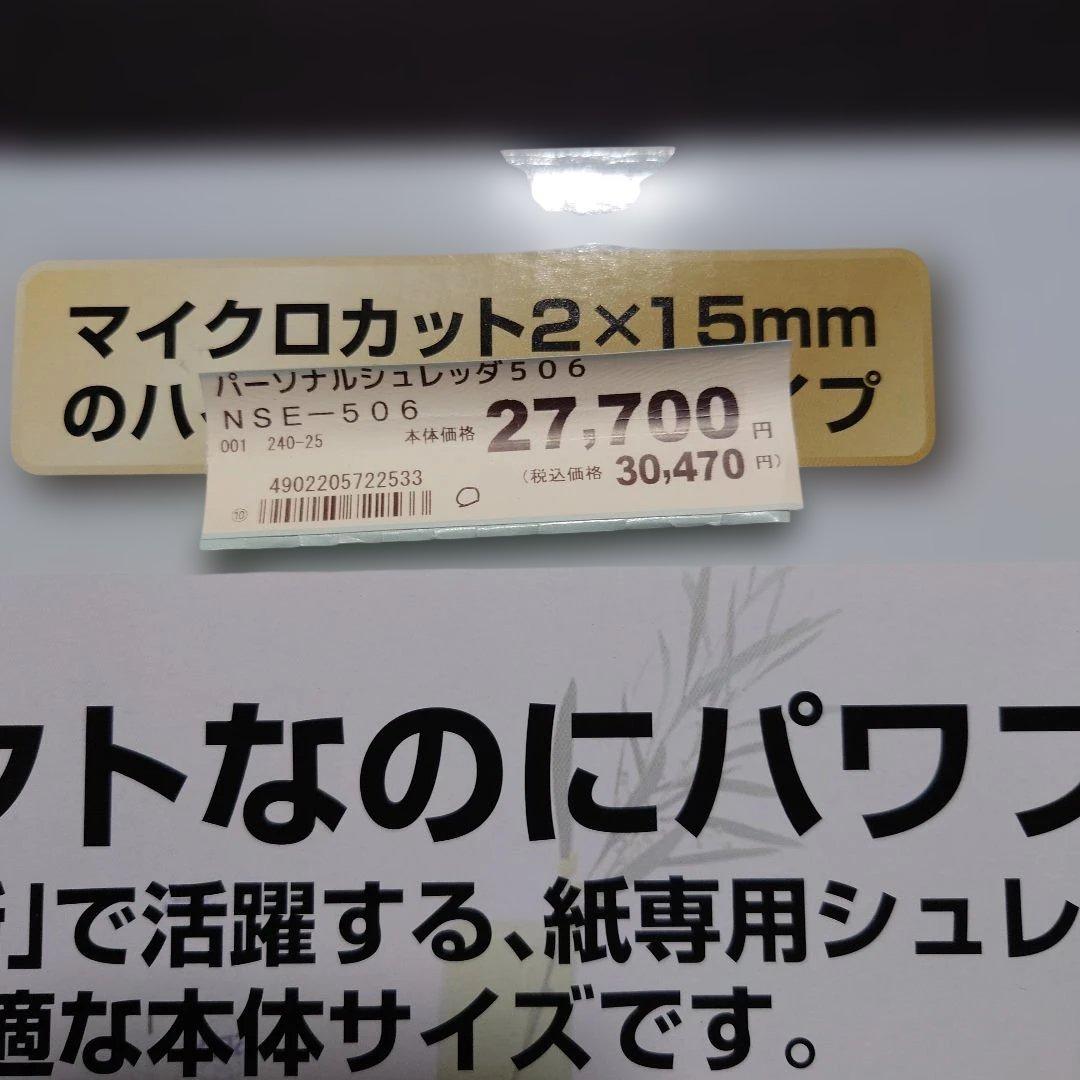 マイクロカット2×15mm
のハ イプ
パーソナルシュレッダ506
NSE-506
001 240-25 本体価格 27,700円
(税込価格 30,470円)
4902205722533
⑩
クトなのにパワフ
」で活躍する、紙専用シュレ
適な本体サイズです。